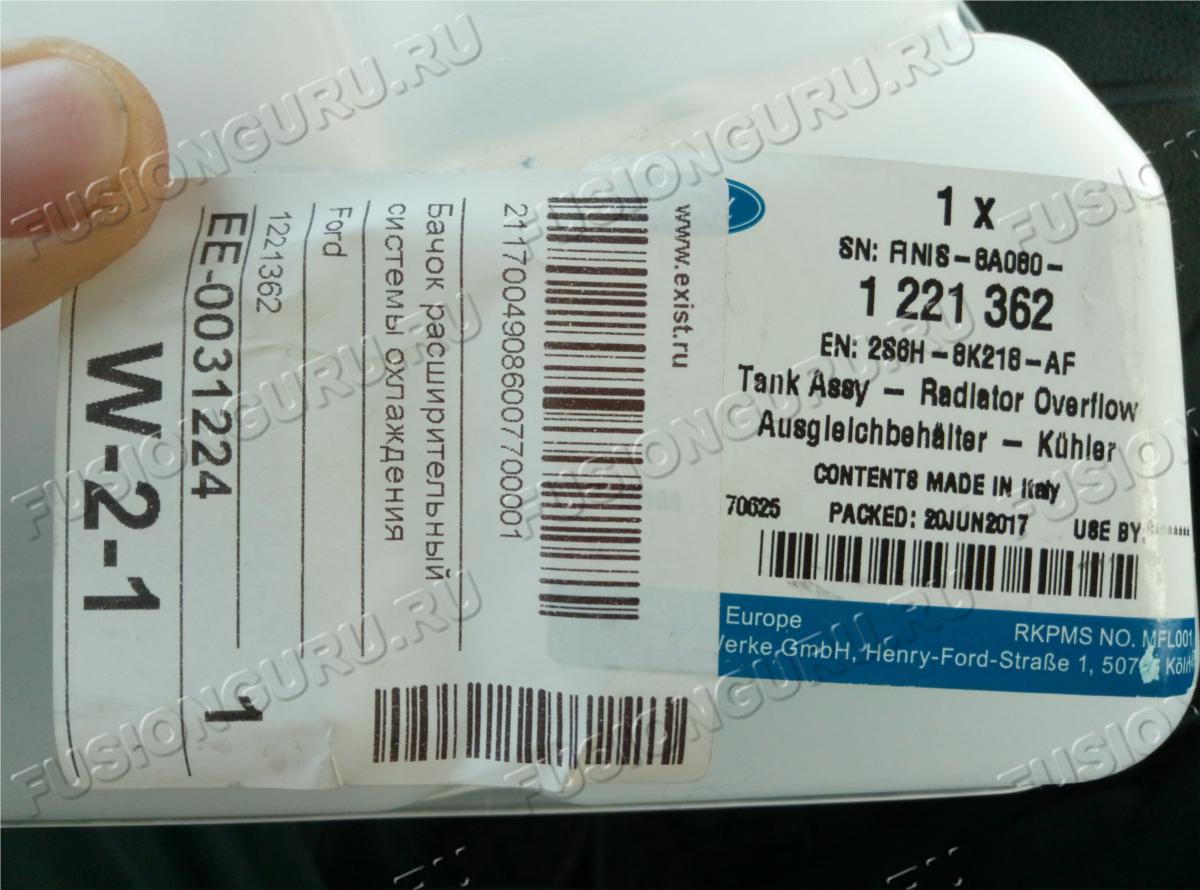 1 x
SN: FINIS-8A080-
1 221 362
EN: 2S6H-8K218-AF
Tank Assy - Radiator Overflow
Ausgleichbehälter - Kühler
CONTENTS MADE IN Italy
70625 PACKED: 20JUN2017 USE BY:
Europe RKPMS NO. MFL001
Werke GmbH, Henry-Ford-Straße 1, Köln
www.exist.ru
21170049086007700001
Бачок расширительный
системы охлаждения
Ford
1221362
EE-0031224
1
W-2-1
FUSIONGURU.RU